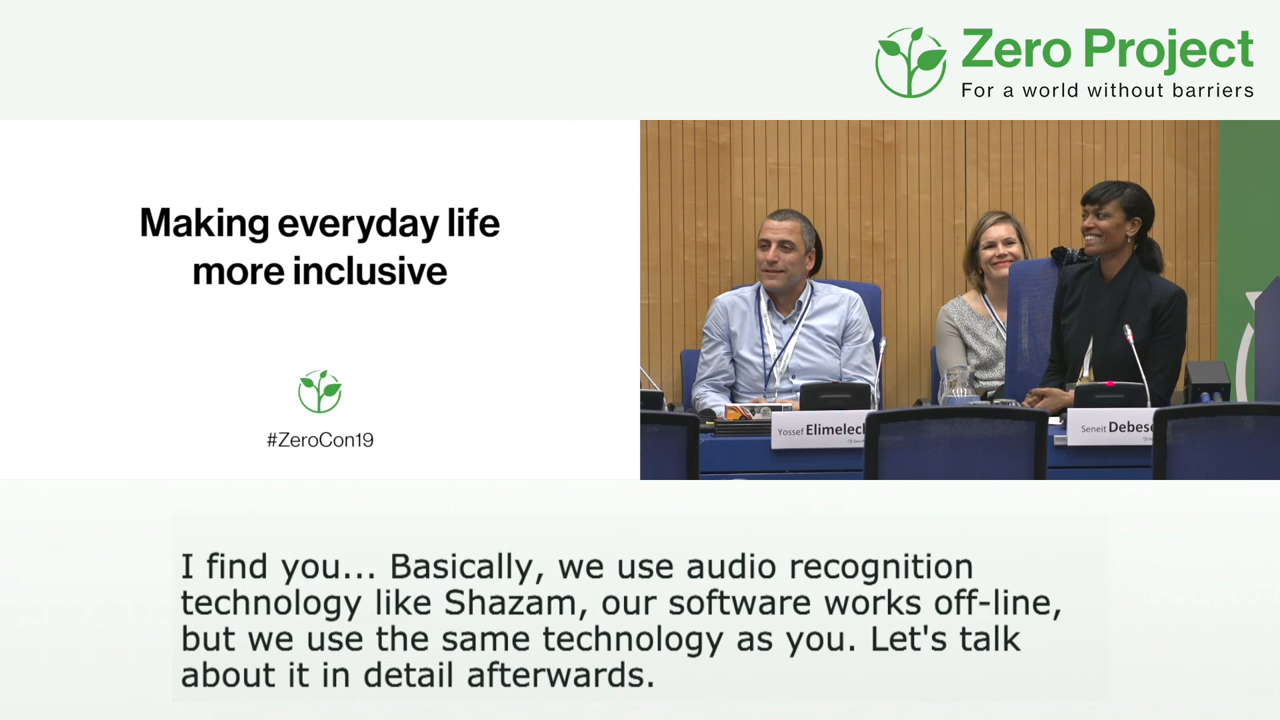 Zero Project
For a world without barriers
Making everyday life
more inclusive
#ZeroCon19
Yossef Elimelech
Seneit Debese
I find you... Basically, we use audio recognition
technology like Shazam, our software works off-line,
but we use the same technology as you. Let's talk
about it in detail afterwards.